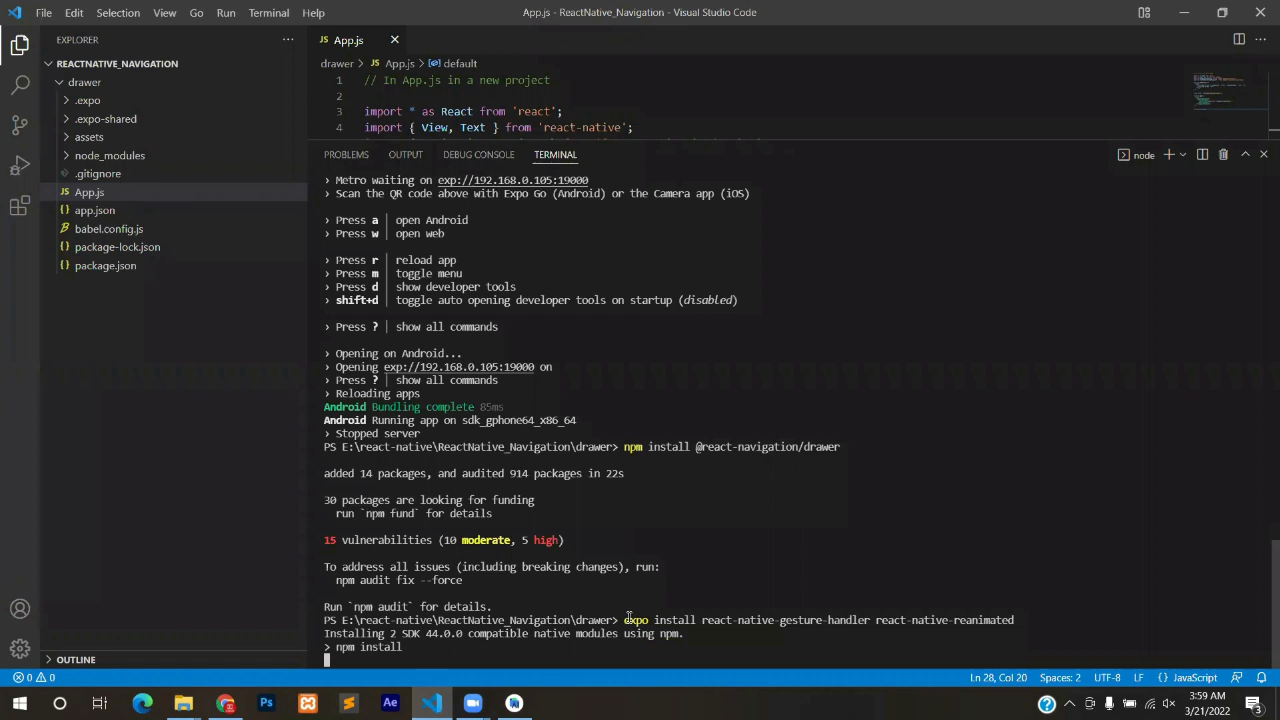 File Edit Selection View Go Run Terminal Help
App.js - ReactNative_Navigation - Visual Studio Code
EXPLORER
REACTNATIVE_NAVIGATION
drawer
.expo
.expo-shared
assets
node_modules
.gitignore
JS App.js
{} app.json
babel.config.js
{} package-lock.json
{} package.json
OUTLINE
JS App.js
drawer > JS App.js > default
1 // In App.js in a new project
2
3 import * as React from 'react';
4 import { View, Text } from 'react-native';
PROBLEMS OUTPUT DEBUG CONSOLE TERMINAL
node
› Metro waiting on exp://192.168.0.105:19000
› Scan the QR code above with Expo Go (Android) or the Camera app (iOS)
› Press a │ open Android
› Press w │ open web
› Press r │ reload app
› Press m │ toggle menu
› Press d │ show developer tools
› shift+d │ toggle auto opening developer tools on startup (disabled)
› Press ? │ show all commands
› Opening on Android...
› Opening exp://192.168.0.105:19000 on
› Press ? │ show all commands
› Reloading apps
Android Bundling complete 85ms
Android Running app on sdk_gphone64_x86_64
› Stopped server
PS E:\react-native\ReactNative_Navigation\drawer> npm install @react-navigation/drawer
added 14 packages, and audited 914 packages in 22s
30 packages are looking for funding
run `npm fund` for details
15 vulnerabilities (10 moderate, 5 high)
To address all issues (including breaking changes), run:
npm audit fix --force
Run `npm audit` for details.
PS E:\react-native\ReactNative_Navigation\drawer> expo install react-native-gesture-handler react-native-reanimated
Installing 2 SDK 44.0.0 compatible native modules using npm.
> npm install
0 0
Ln 28, Col 20 Spaces: 2 UTF-8 LF {} JavaScript
Ps
Ae
3:59 AM
3/21/2022
3